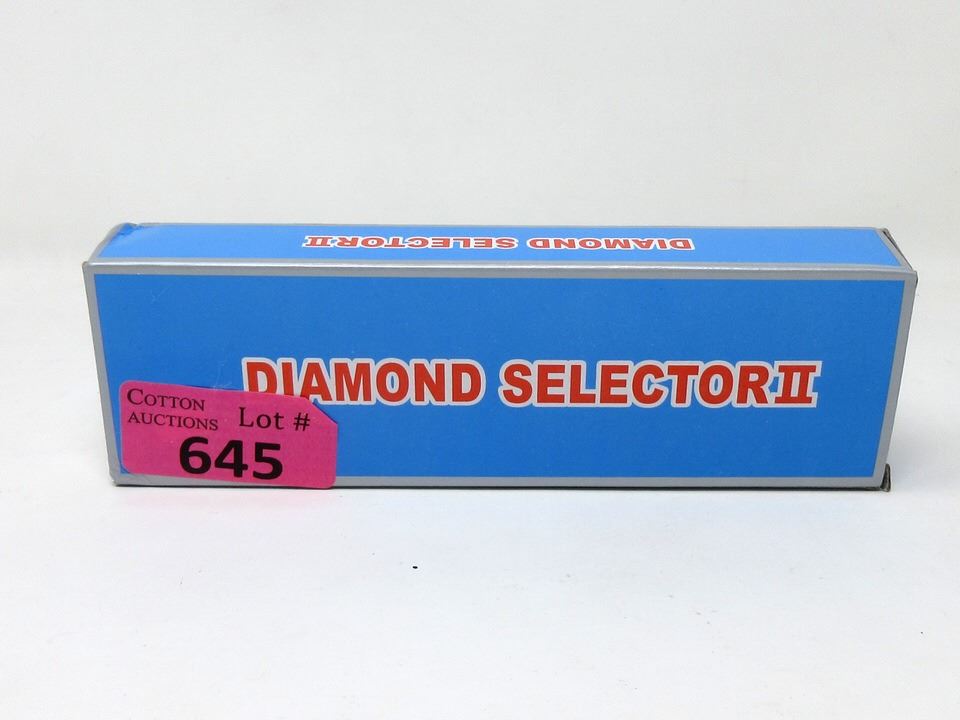 DIAMOND SELECTOR II
DIAMOND SELECTOR II
COTTON
AUCTIONS
Lot #
645